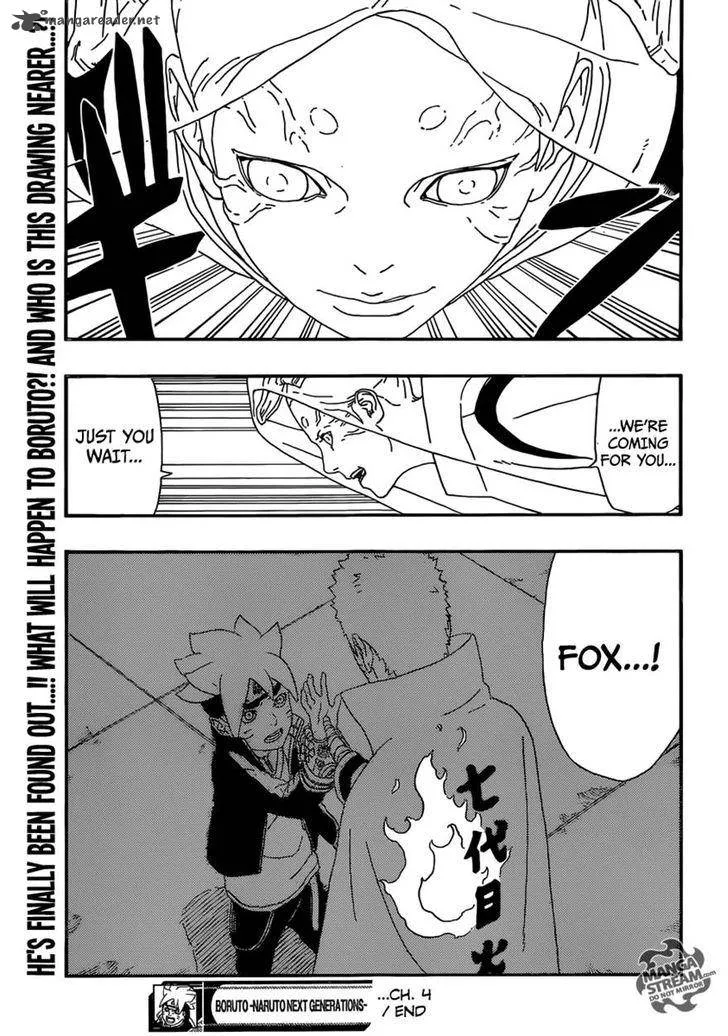 mangareader.net
HE'S FINALLY BEEN FOUND OUT....!! WHAT WILL HAPPEN TO BORUTO?! AND WHO IS THIS DRAWING NEARER.....
...WE'RE
COMING
FOR YOU...
JUST YOU
WAIT...
FOX...!
七代目火
BORUTO -NARUTO NEXT GENERATIONS-
...CH. 4
/ END
MANGA
STREAM.COM
DO NOT MIRROR